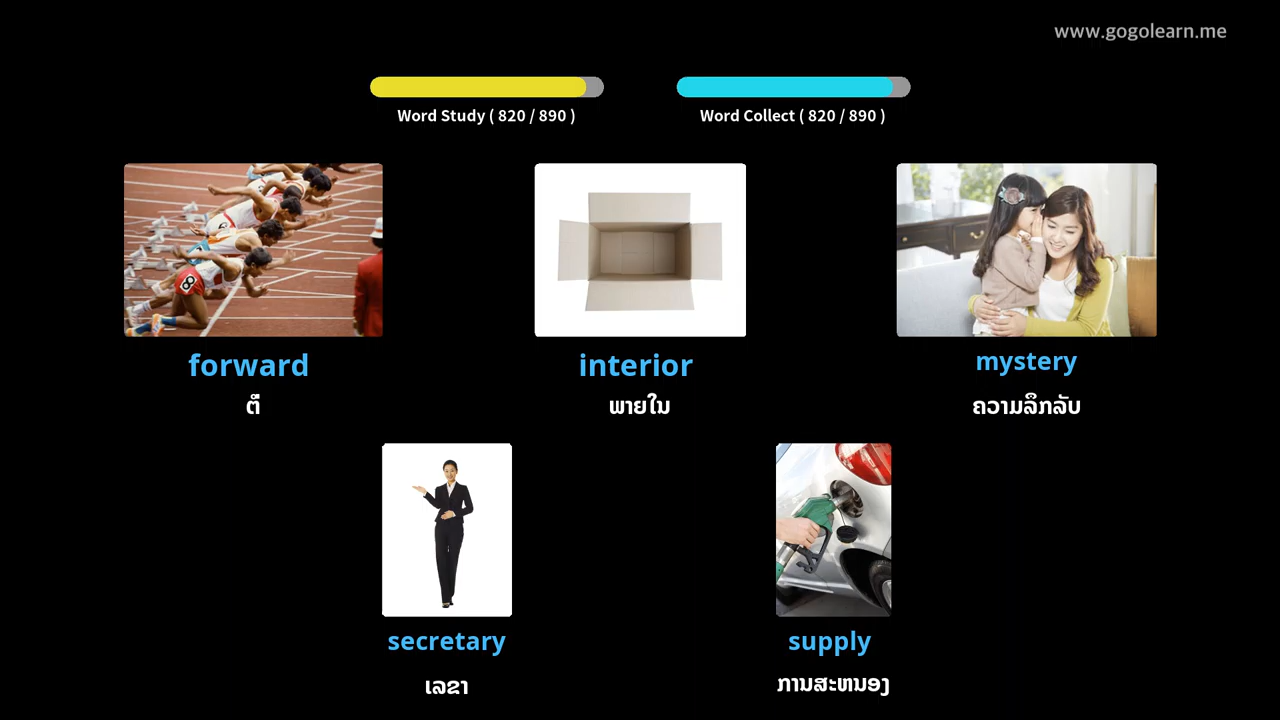 www.gogolearn.me
Word Study ( 820 / 890 )
Word Collect ( 820 / 890 )
forward
interior
mystery
ຕໍ່
ພາຍໃນ
ຄວາມລຶກລັບ
8
secretary
supply
ເລຂາ
ການສະຫນອງ